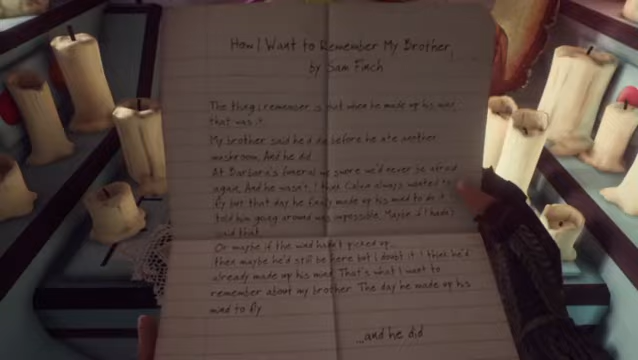 How I Want to Remember My Brother,
by Sam Finch
The thing i remember is that when he made up his mind,
that was it.
My brother said he'd die before he ate another
mushroom. And he did
At Barbara's funeral we swore we'd never be afraid
again. And he wasn't. I think Calvin always wanted to
fly but that day he finally made up his mind to do it. I
told him going around was impossible. Maybe if I hadn't
said that...
Or maybe if the wind hadn't picked up...
then maybe he'd still be here but I doubt it. I think he'd
already made up his mind. That's what I want to
remember about my brother. The day he made up his
mind to fly
...and he did